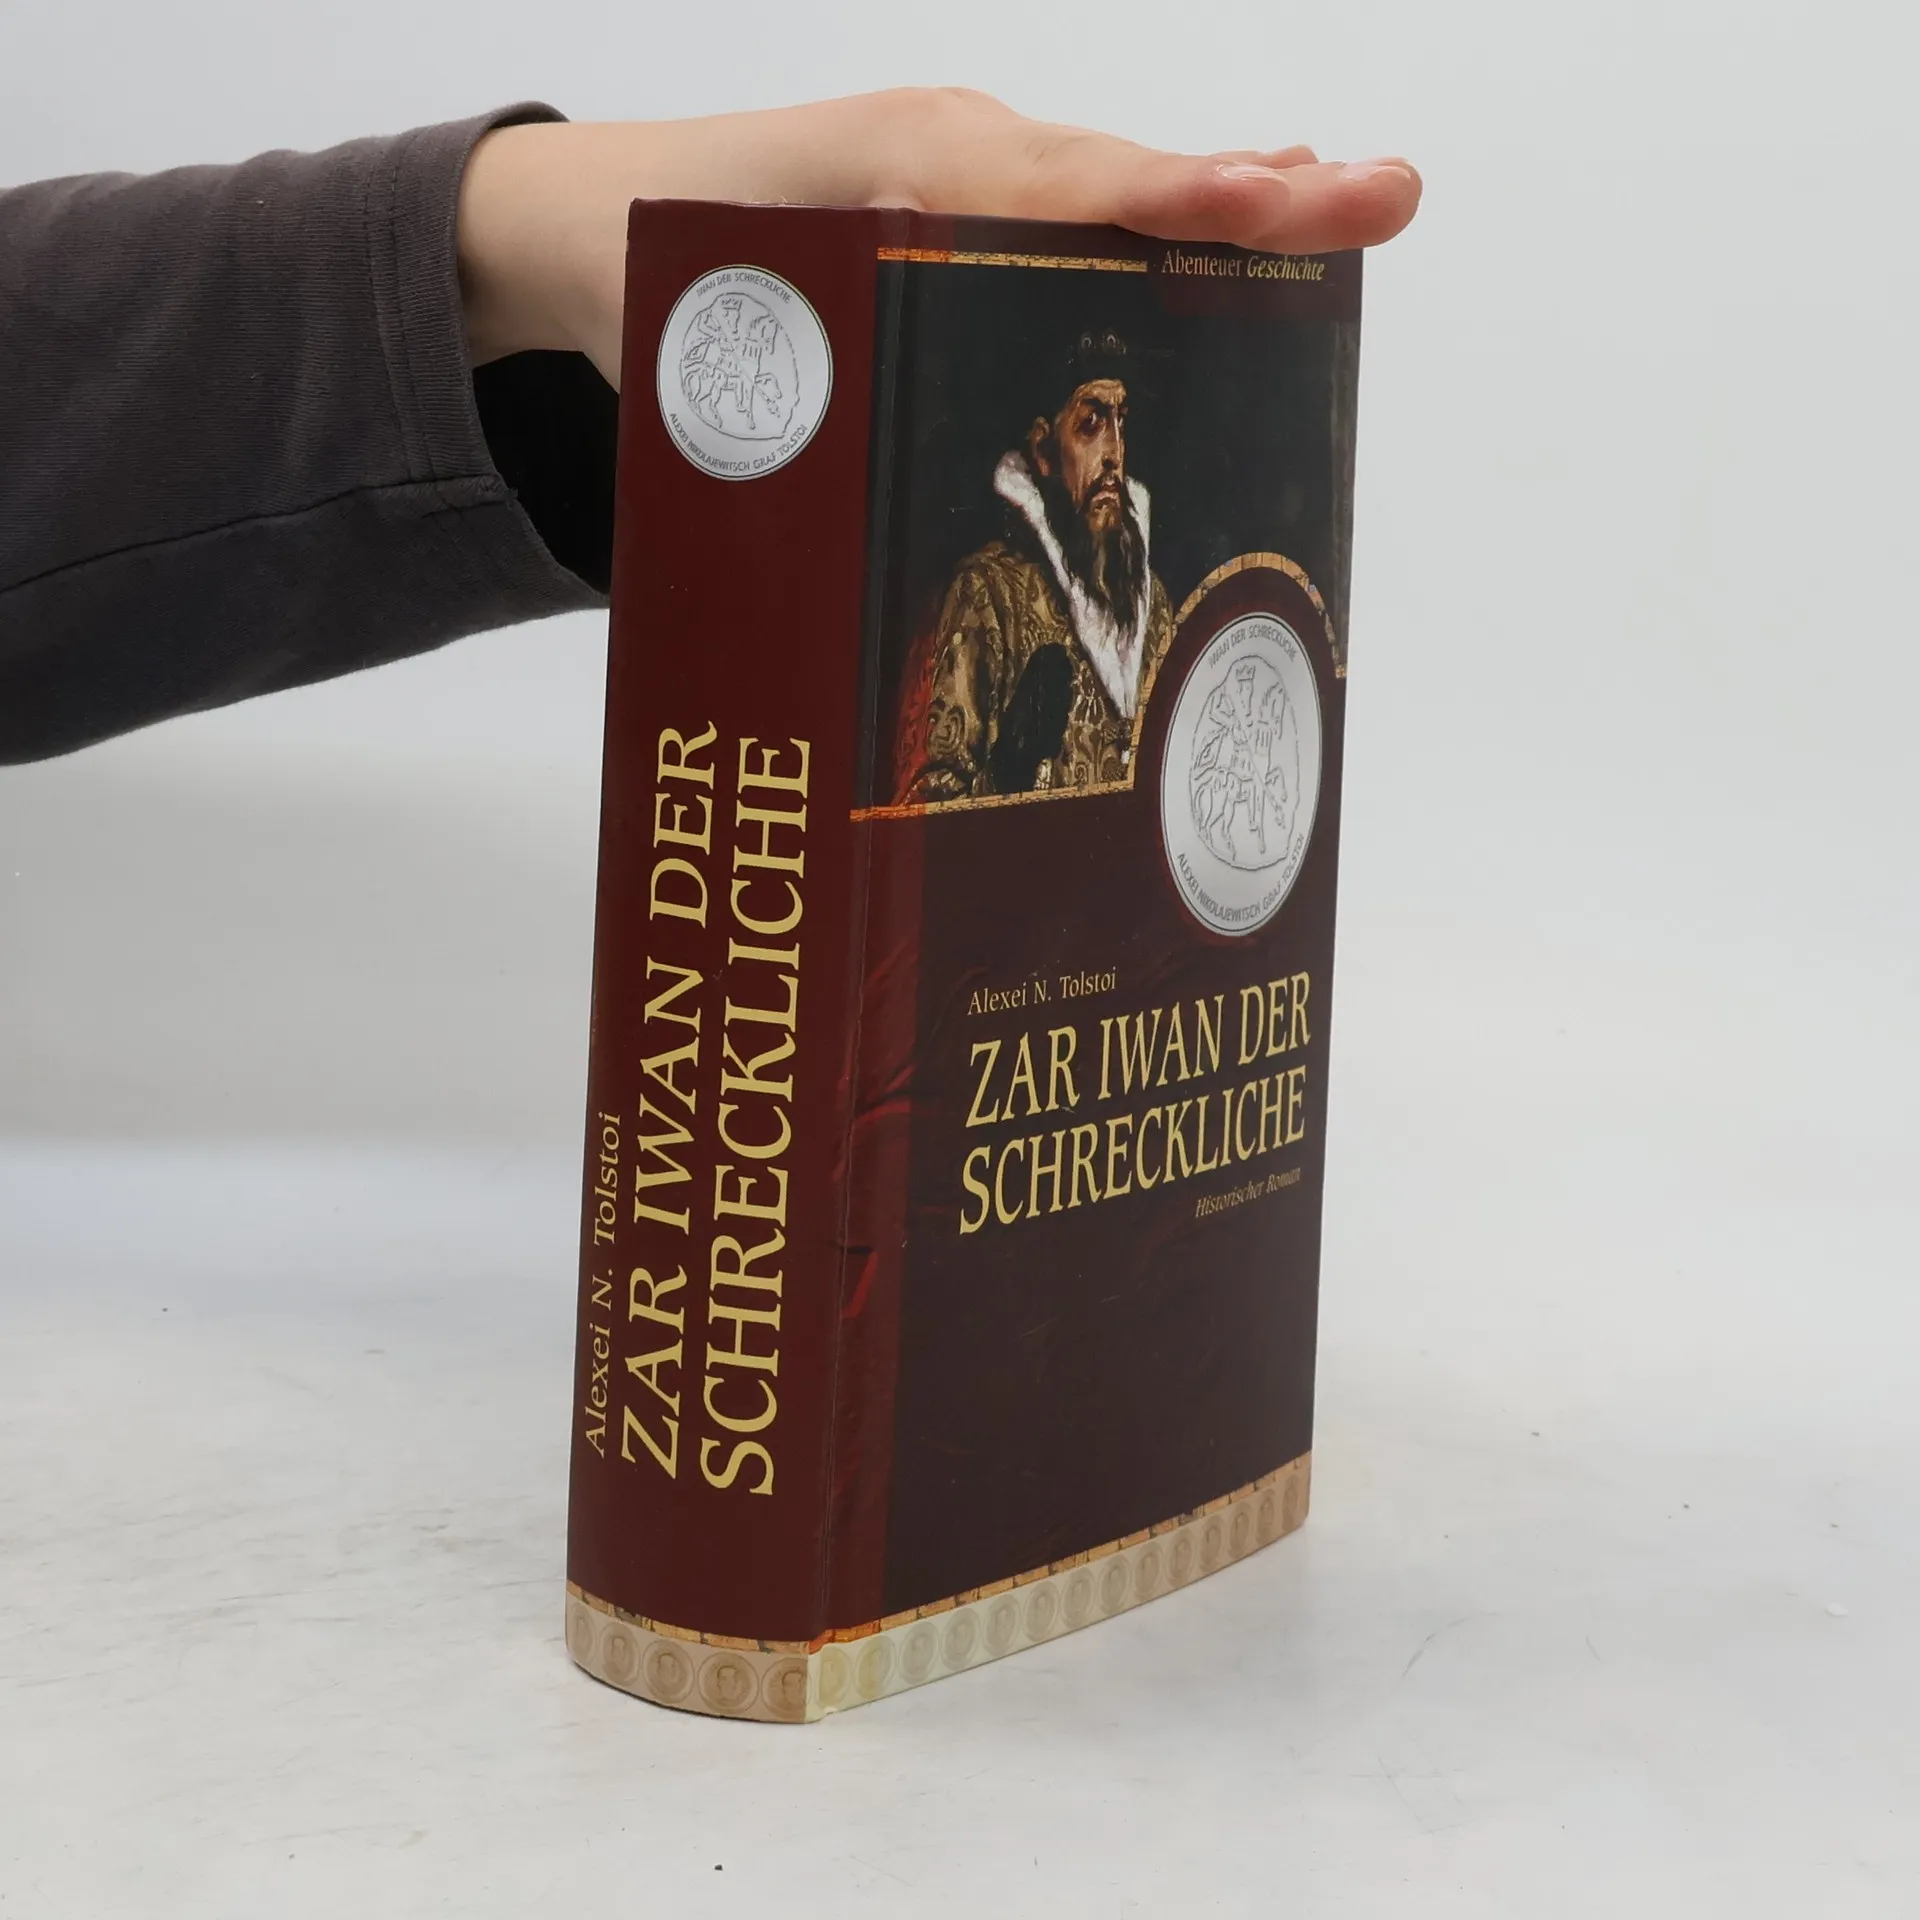 IWAN DER SCHRECKLICHE
ALEXEI NIKOLAJEWITSCH GRAF TOLSTOI
Alexei N. Tolstoi
ZAR IWAN DER
SCHRECKLICHE
Abenteuer Geschichte
IWAN DER SCHRECKLICHE
ALEXEI NIKOLAJEWITSCH GRAF TOLSTOI
Alexei N. Tolstoi
ZAR IWAN DER
SCHRECKLICHE
Historischer Roman